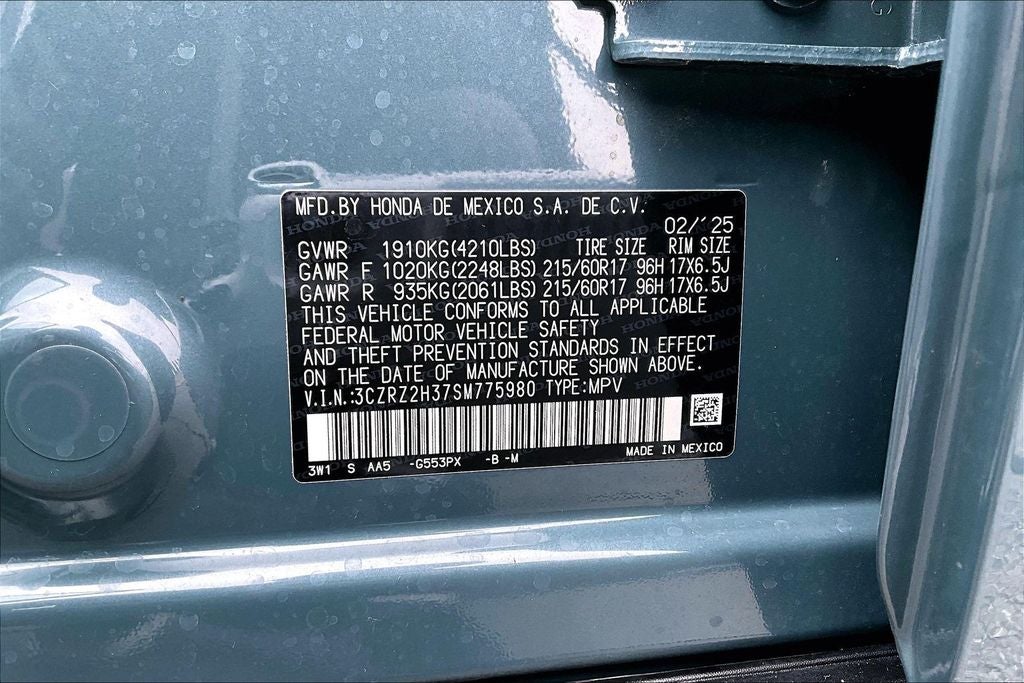 MFD.BY HONDA DE MEXICO S.A. DE C.V.
02/'25
GVWR 1910KG(4210LBS) TIRE SIZE RIM SIZE
GAWR F 1020KG(2248LBS) 215/60R17 96H 17X6.5J
GAWR R 935KG(2061LBS) 215/60R17 96H 17X6.5J
THIS VEHICLE CONFORMS TO ALL APPLICABLE
FEDERAL MOTOR VEHICLE SAFETY
AND THEFT PREVENTION STANDARDS IN EFFECT
ON THE DATE OF MANUFACTURE SHOWN ABOVE.
V.I.N.:3CZRZ2H37SM775980 TYPE:MPV
3W1 S AA5 -G553PX -B -M MADE IN MEXICO